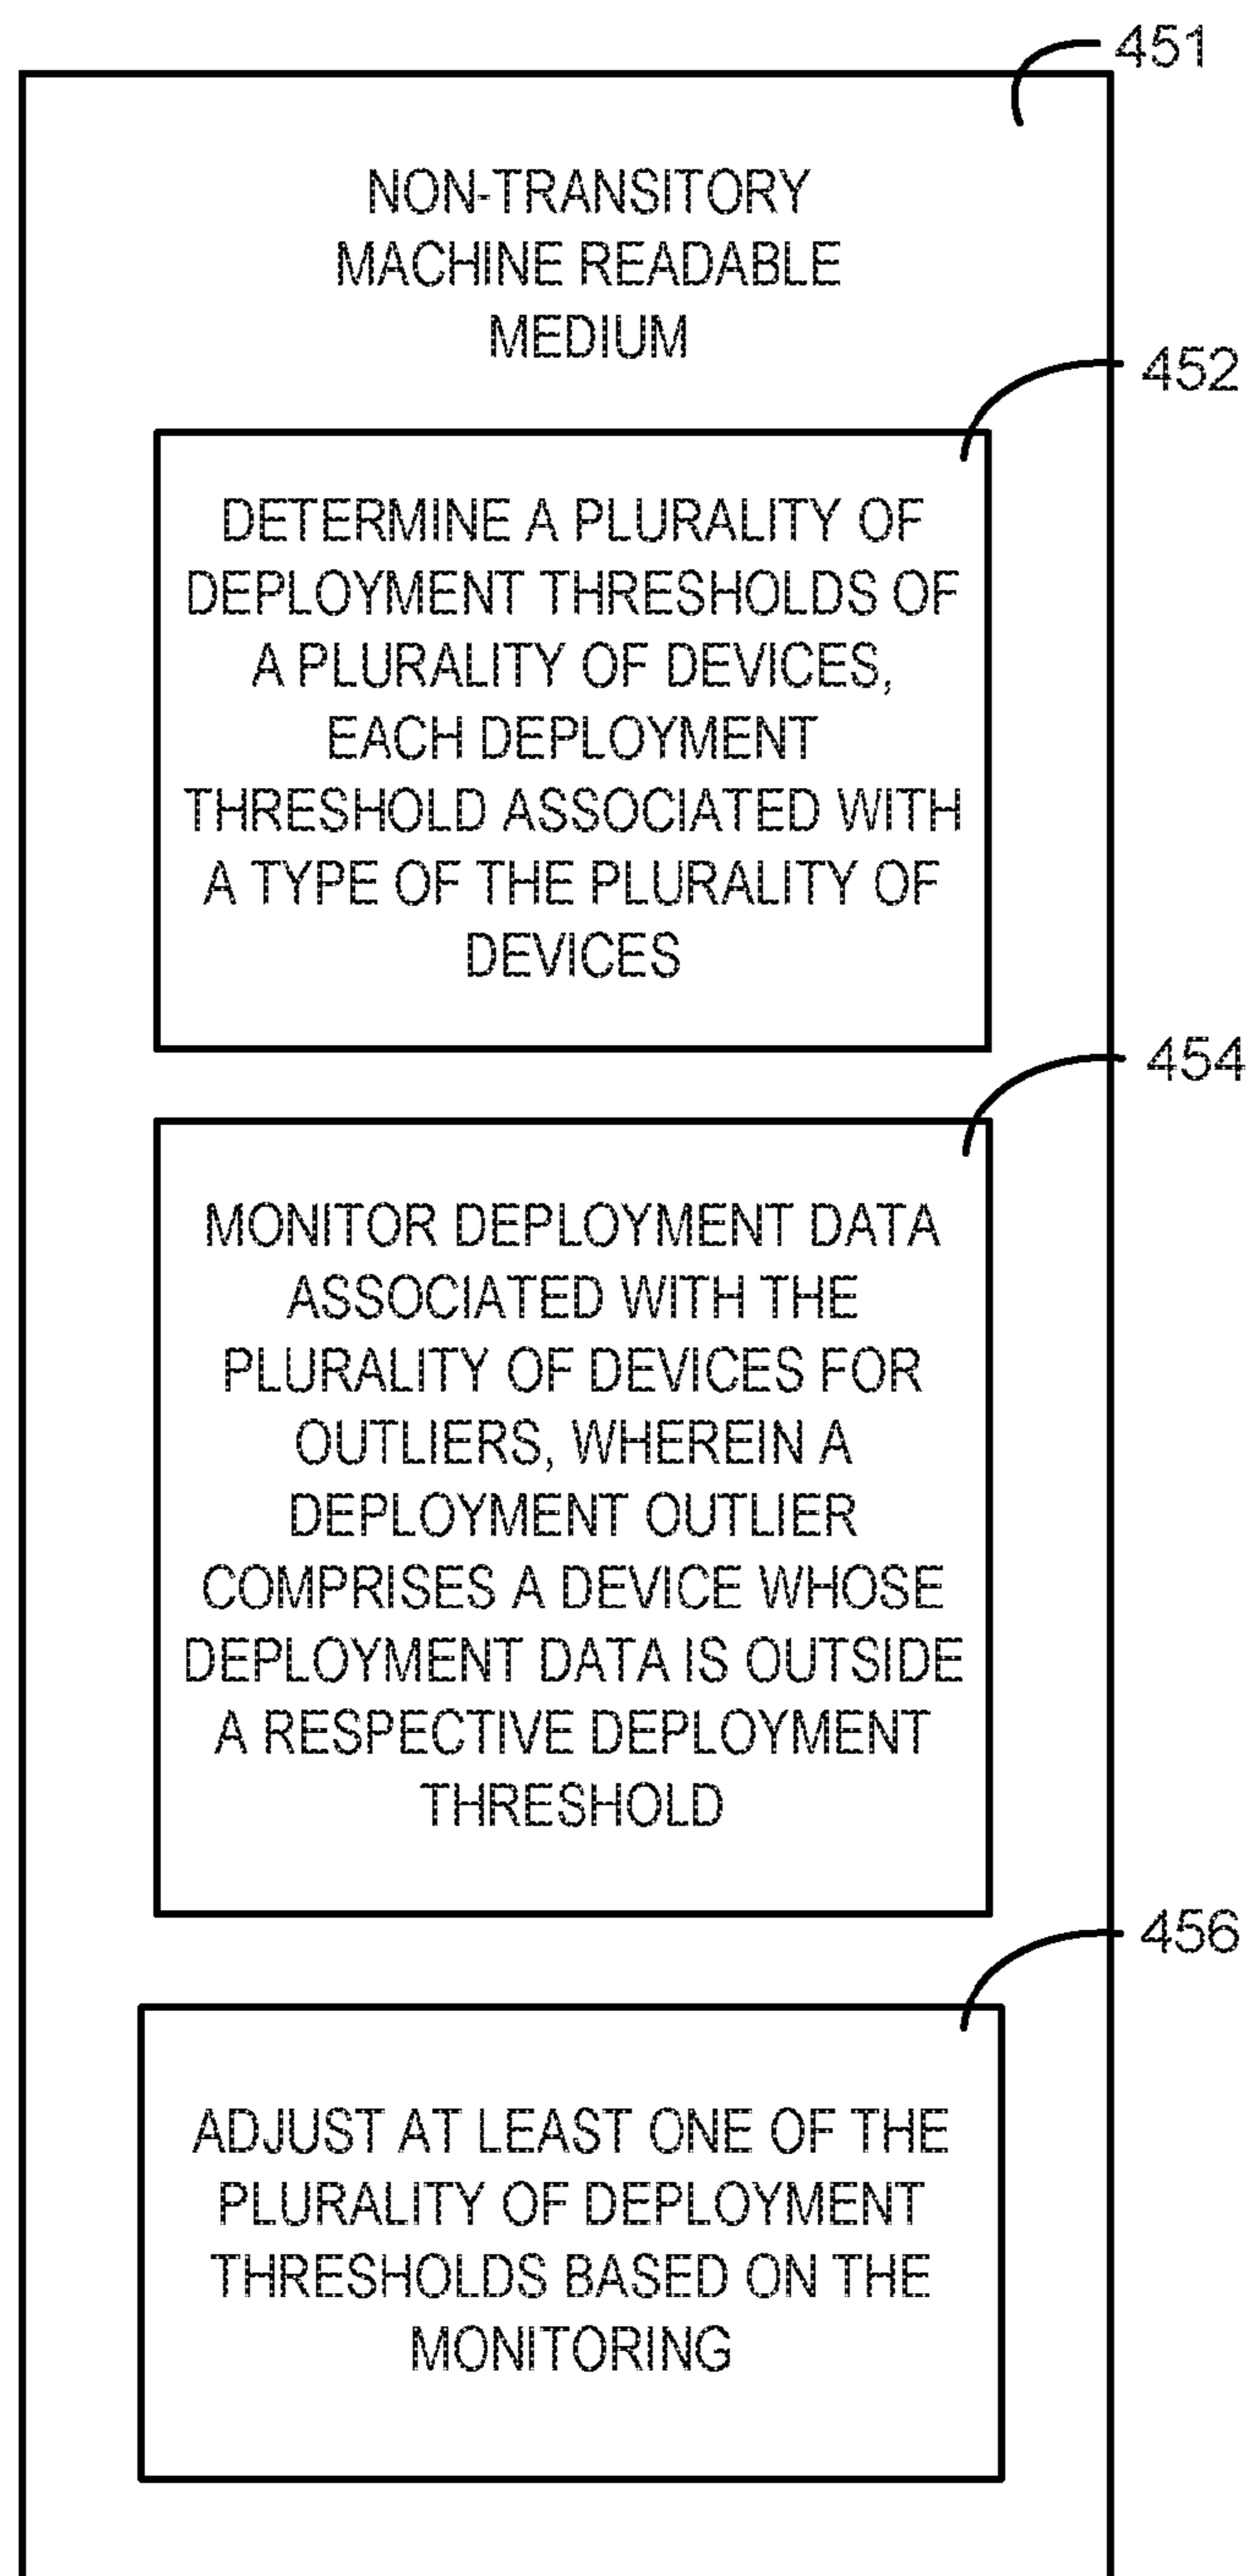 451
NON-TRANSITORY
MACHINE READABLE
MEDIUM
452
DETERMINE A PLURALITY OF
DEPLOYMENT THRESHOLDS OF
A PLURALITY OF DEVICES,
EACH DEPLOYMENT
THRESHOLD ASSOCIATED WITH
A TYPE OF THE PLURALITY OF
DEVICES
454
MONITOR DEPLOYMENT DATA
ASSOCIATED WITH THE
PLURALITY OF DEVICES FOR
OUTLIERS, WHEREIN A
DEPLOYMENT OUTLIER
COMPRISES A DEVICE WHOSE
DEPLOYMENT DATA IS OUTSIDE
A RESPECTIVE DEPLOYMENT
THRESHOLD
456
ADJUST AT LEAST ONE OF THE
PLURALITY OF DEPLOYMENT
THRESHOLDS BASED ON THE
MONITORING